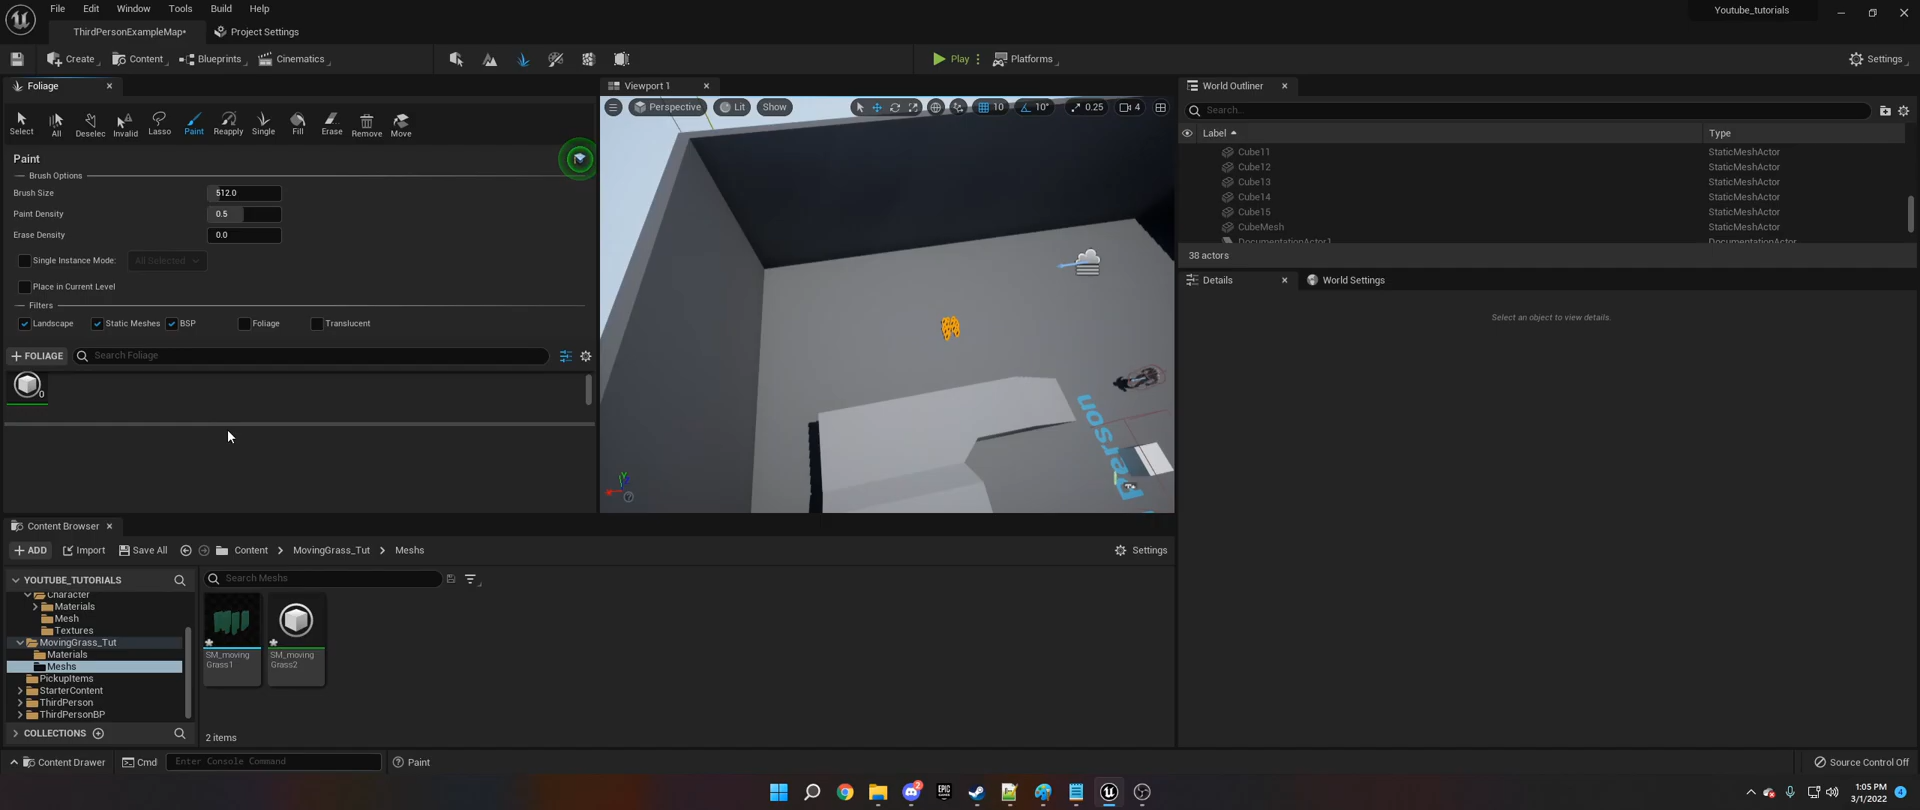 File Edit Window Tools Build Help
Youtube_tutorials
ThirdPersonExampleMap*
Project Settings
Create
Content
Blueprints
Cinematics
Play
Platforms
Settings
Foliage
Select
All
Deselec
Invalid
Lasso
Paint
Reapply
Single
Fill
Erase
Remove
Move
Paint
Brush Options
Brush Size 512.0
Paint Density 0.5
Erase Density 0.0
Single Instance Mode: All Selected
Place in Current Level
Filters
Landscape Static Meshes BSP Foliage Translucent
+ FOLIAGE Search Foliage
0
Viewport 1
Perspective Lit Show
10 10° 0.25 4
Person
World Outliner
Search...
Label Type
Cube11 StaticMeshActor
Cube12 StaticMeshActor
Cube13 StaticMeshActor
Cube14 StaticMeshActor
Cube15 StaticMeshActor
CubeMesh StaticMeshActor
DocumentationActor1 DocumentationActor
38 actors
Details
World Settings
Select an object to view details.
Content Browser
+ ADD Import Save All Content > MovingGrass_Tut > Meshs Settings
YOUTUBE_TUTORIALS
Search Meshs
Character
Materials
Mesh
Textures
MovingGrass_Tut
Materials
Meshs
PickupItems
StarterContent
ThirdPerson
ThirdPersonBP
COLLECTIONS
SM_moving
Grass1
SM_moving
Grass2
2 items
Content Drawer Cmd Enter Console Command Paint
Source Control Off
EPIC
2
1:05 PM
3/1/2022
4